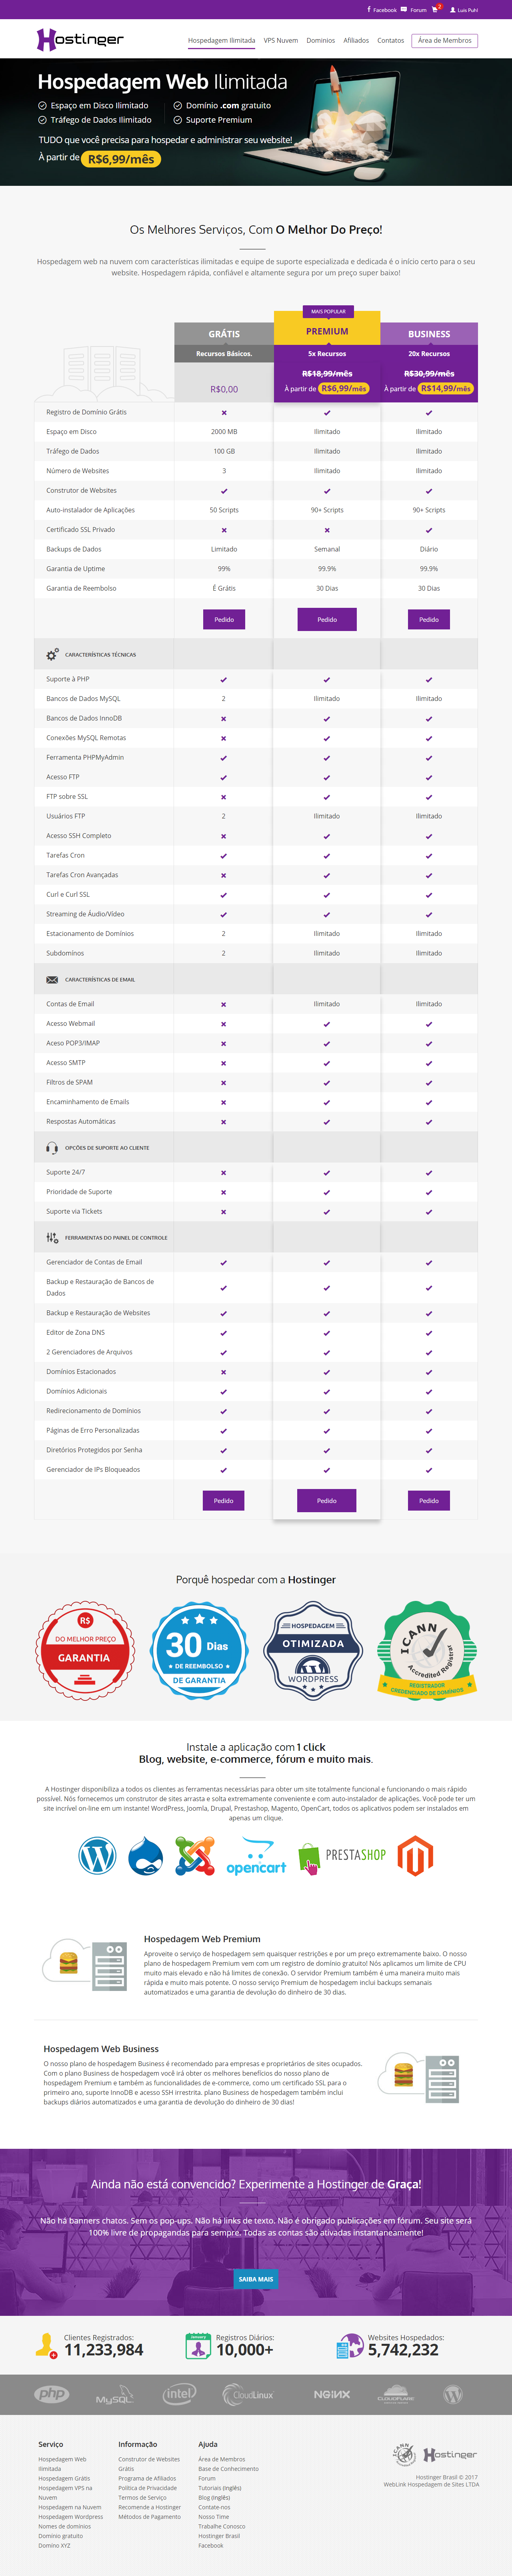 Facebook Forum 2 Luis Puhl
Hostinger
Hospedagem Ilimitada VPS Nuvem Domínios Afiliados Contatos Área de Membros
Hospedagem Web Ilimitada
Espaço em Disco Ilimitado Domínio .com gratuito
Tráfego de Dados Ilimitado Suporte Premium
TUDO que você precisa para hospedar e administrar seu website!
À partir de R$6,99/mês
Os Melhores Serviços, Com O Melhor Do Preço!
Hospedagem web na nuvem com características ilimitadas e equipe de suporte especializada e dedicada é o início certo para o seu
website. Hospedagem rápida, confiável e altamente segura por um preço super baixo!
MAIS POPULAR
GRÁTIS PREMIUM BUSINESS
Recursos Básicos. 5x Recursos 20x Recursos
R$18,99/mês R$30,99/mês
R$0,00 À partir de R$6,99/mês À partir de R$14,99/mês
Registro de Domínio Grátis
Espaço em Disco 2000 MB Ilimitado Ilimitado
Tráfego de Dados 100 GB Ilimitado Ilimitado
Número de Websites 3 Ilimitado Ilimitado
Construtor de Websites
Auto-instalador de Aplicações 50 Scripts 90+ Scripts 90+ Scripts
Certificado SSL Privado
Backups de Dados Limitado Semanal Diário
Garantia de Uptime 99% 99.9% 99.9%
Garantia de Reembolso É Grátis 30 Dias 30 Dias
Pedido Pedido Pedido
CARACTERÍSTICAS TÉCNICAS
Suporte à PHP
Bancos de Dados MySQL 2 Ilimitado Ilimitado
Bancos de Dados InnoDB
Conexões MySQL Remotas
Ferramenta PHPMyAdmin
Acesso FTP
FTP sobre SSL
Usuários FTP 2 Ilimitado Ilimitado
Acesso SSH Completo
Tarefas Cron
Tarefas Cron Avançadas
Curl e Curl SSL
Streaming de Áudio/Vídeo
Estacionamento de Domínios 2 Ilimitado Ilimitado
Subdomínos 2 Ilimitado Ilimitado
CARACTERÍSTICAS DE EMAIL
Contas de Email Ilimitado Ilimitado
Acesso Webmail
Aceso POP3/IMAP
Acesso SMTP
Filtros de SPAM
Encaminhamento de Emails
Respostas Automáticas
OPÇÕES DE SUPORTE AO CLIENTE
Suporte 24/7
Prioridade de Suporte
Suporte via Tickets
FERRAMENTAS DO PAINEL DE CONTROLE
Gerenciador de Contas de Email
Backup e Restauração de Bancos de
Dados
Backup e Restauração de Websites
Editor de Zona DNS
2 Gerenciadores de Arquivos
Domínios Estacionados
Domínios Adicionais
Redirecionamento de Domínios
Páginas de Erro Personalizadas
Diretórios Protegidos por Senha
Gerenciador de IPs Bloqueados
Pedido Pedido Pedido
Porquê hospedar com a Hostinger
R$
DO MELHOR PREÇO
GARANTIA
30 Dias
DE REEMBOLSO
DE GARANTIA
HOSPEDAGEM
OTIMIZADA
WORDPRESS
ICANN
Accredited Registrar
REGISTRADOR
CREDENCIADO DE DOMÍNIOS
Instale a aplicação com 1 click
Blog, website, e-commerce, fórum e muito mais.
A Hostinger disponibiliza a todos os clientes as ferramentas necessárias para obter um site totalmente funcional e funcionando o mais rápido
possível. Nós fornecemos um construtor de sites arrasta e solta extremamente conveniente e com auto-instalador de aplicações. Você pode ter um
site incrível on-line em um instante! WordPress, Joomla, Drupal, Prestashop, Magento, OpenCart, todos os aplicativos podem ser instalados em
apenas um clique.
opencart
PRESTASHOP
Hospedagem Web Premium
Aproveite o serviço de hospedagem sem quaisquer restrições e por um preço extremamente baixo. O nosso
plano de hospedagem Premium vem com um registro de domínio gratuito! Nós aplicamos um limite de CPU
muito mais elevado e não há limites de conexão. O servidor Premium também é uma maneira muito mais
rápida e muito mais potente. O nosso serviço Premium de hospedagem inclui backups semanais
automatizados e uma garantia de devolução do dinheiro de 30 dias.
Hospedagem Web Business
O nosso plano de hospedagem Business é recomendado para empresas e proprietários de sites ocupados.
Com o plano Business de hospedagem você irá obter os melhores benefícios do nosso plano de
hospedagem Premium e também as funcionalidades de e-commerce, como um certificado SSL para o
primeiro ano, suporte InnoDB e acesso SSH irrestrita. plano Business de hospedagem também inclui
backups diários automatizados e uma garantia de devolução do dinheiro de 30 dias!
Ainda não está convencido? Experimente a Hostinger de Graça!
Não há banners chatos. Sem os pop-ups. Não há links de texto. Não é obrigado publicações em fórum. Seu site será
100% livre de propagandas para sempre. Todas as contas são ativadas instantaneamente!
SAIBA MAIS
Clientes Registrados: Registros Diários: Websites Hospedados:
11,233,984 10,000+ 5,742,232
php MySQL intel CloudLinux NGINX CLOUDFLARE
Serviço Informação Ajuda
Hospedagem Web Construtor de Websites Área de Membros
Ilimitada Grátis Base de Conhecimento
Hospedagem Grátis Programa de Afiliados Forum
Hospedagem VPS na Política de Privacidade Tutoriais (inglês)
Nuvem Termos de Serviço Blog (inglês)
Hospedagem na Nuvem Recomende a Hostinger Contate-nos
Hospedagem Wordpress Métodos de Pagamento Nosso Time
Nomes de domínios Trabalhe Conosco
Domínio gratuito Hostinger Brasil
Domíno XYZ Facebook
ICANN Hostinger
Hostinger Brasil © 2017
WebLink Hospedagem de Sites LTDA